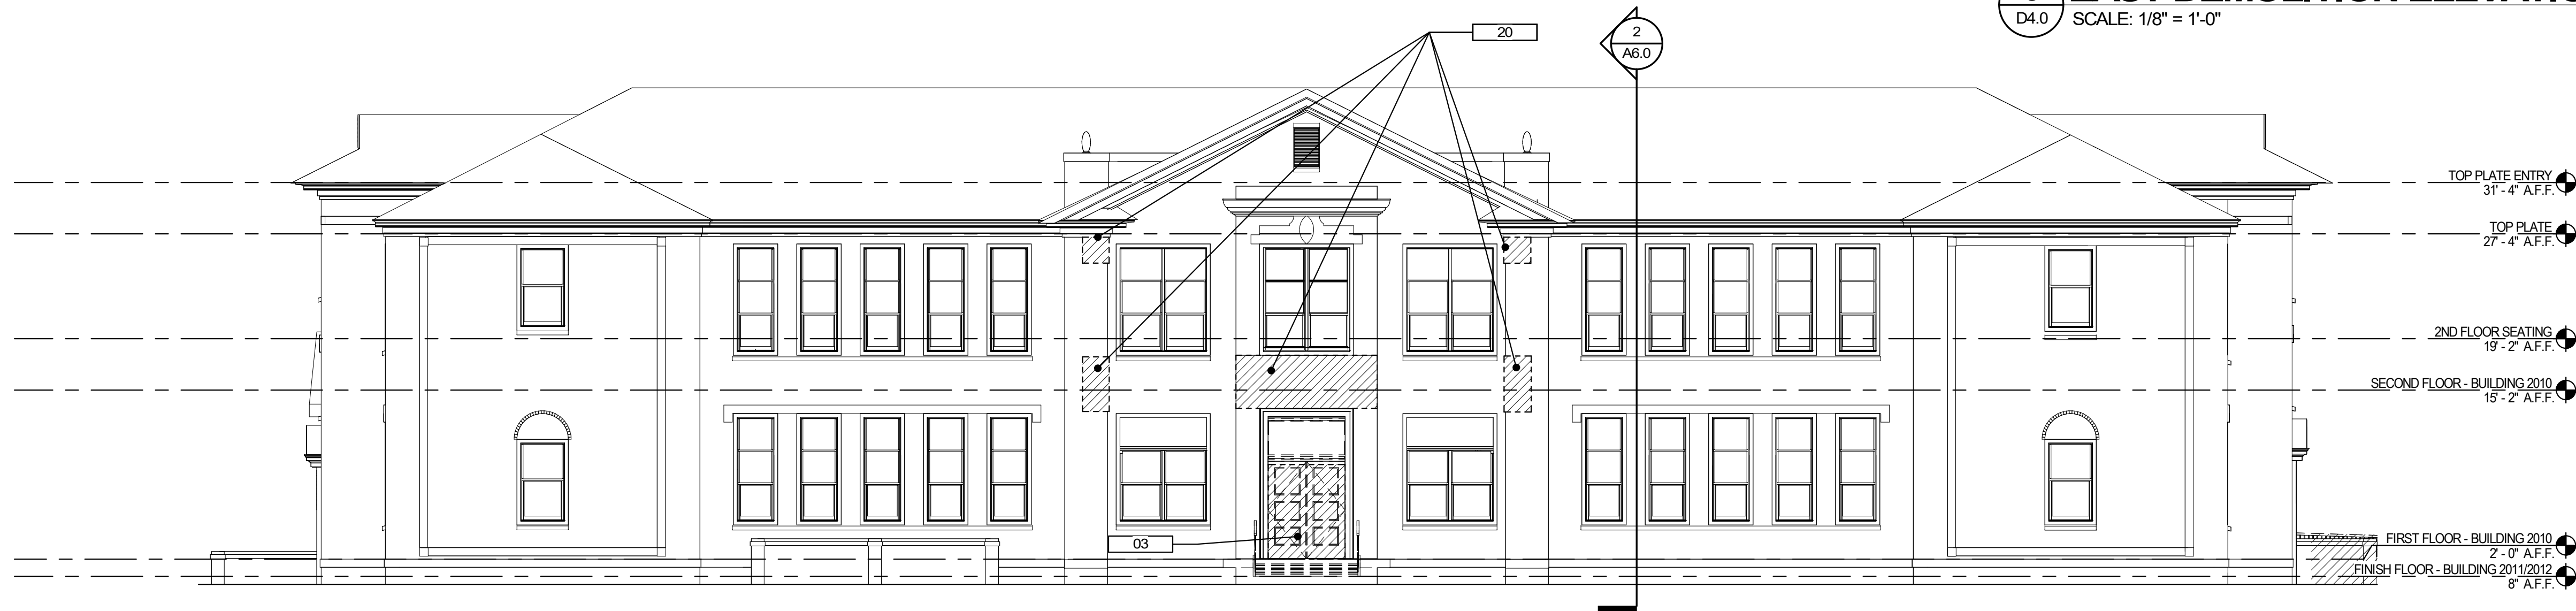 D4.0
SCALE: 1/8" = 1'-0"
20
2
A6.0
TOP PLATE ENTRY
31' - 4" A.F.F.
TOP PLATE
27' - 4" A.F.F.
2ND FLOOR SEATING
19' - 2" A.F.F.
SECOND FLOOR - BUILDING 2010
15' - 2" A.F.F.
03
FIRST FLOOR - BUILDING 2010
2' - 0" A.F.F.
FINISH FLOOR - BUILDING 2011/2012
8" A.F.F.